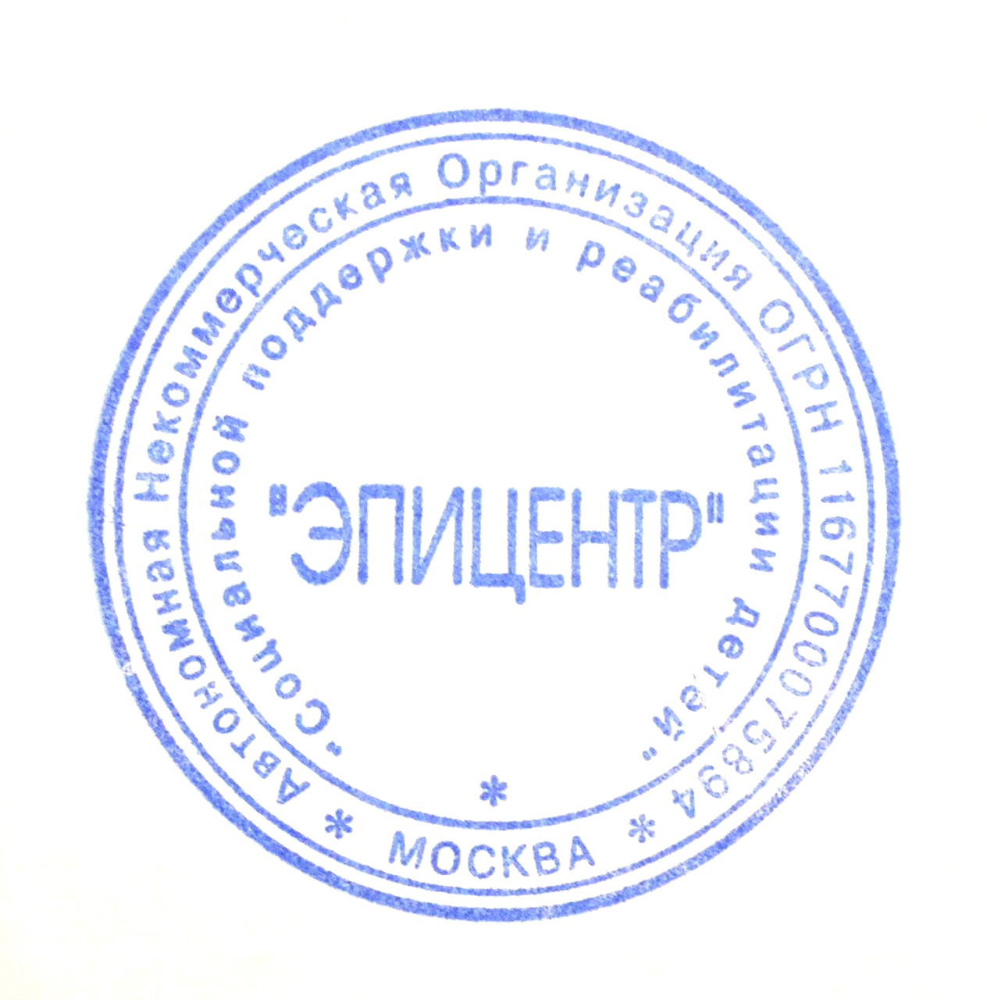 Автономная Некоммерческая Организация ОГРН 1167700075894
* МОСКВА *
"Социальной поддержки и реабилитации детей"
*
"ЭПИЦЕНТР"